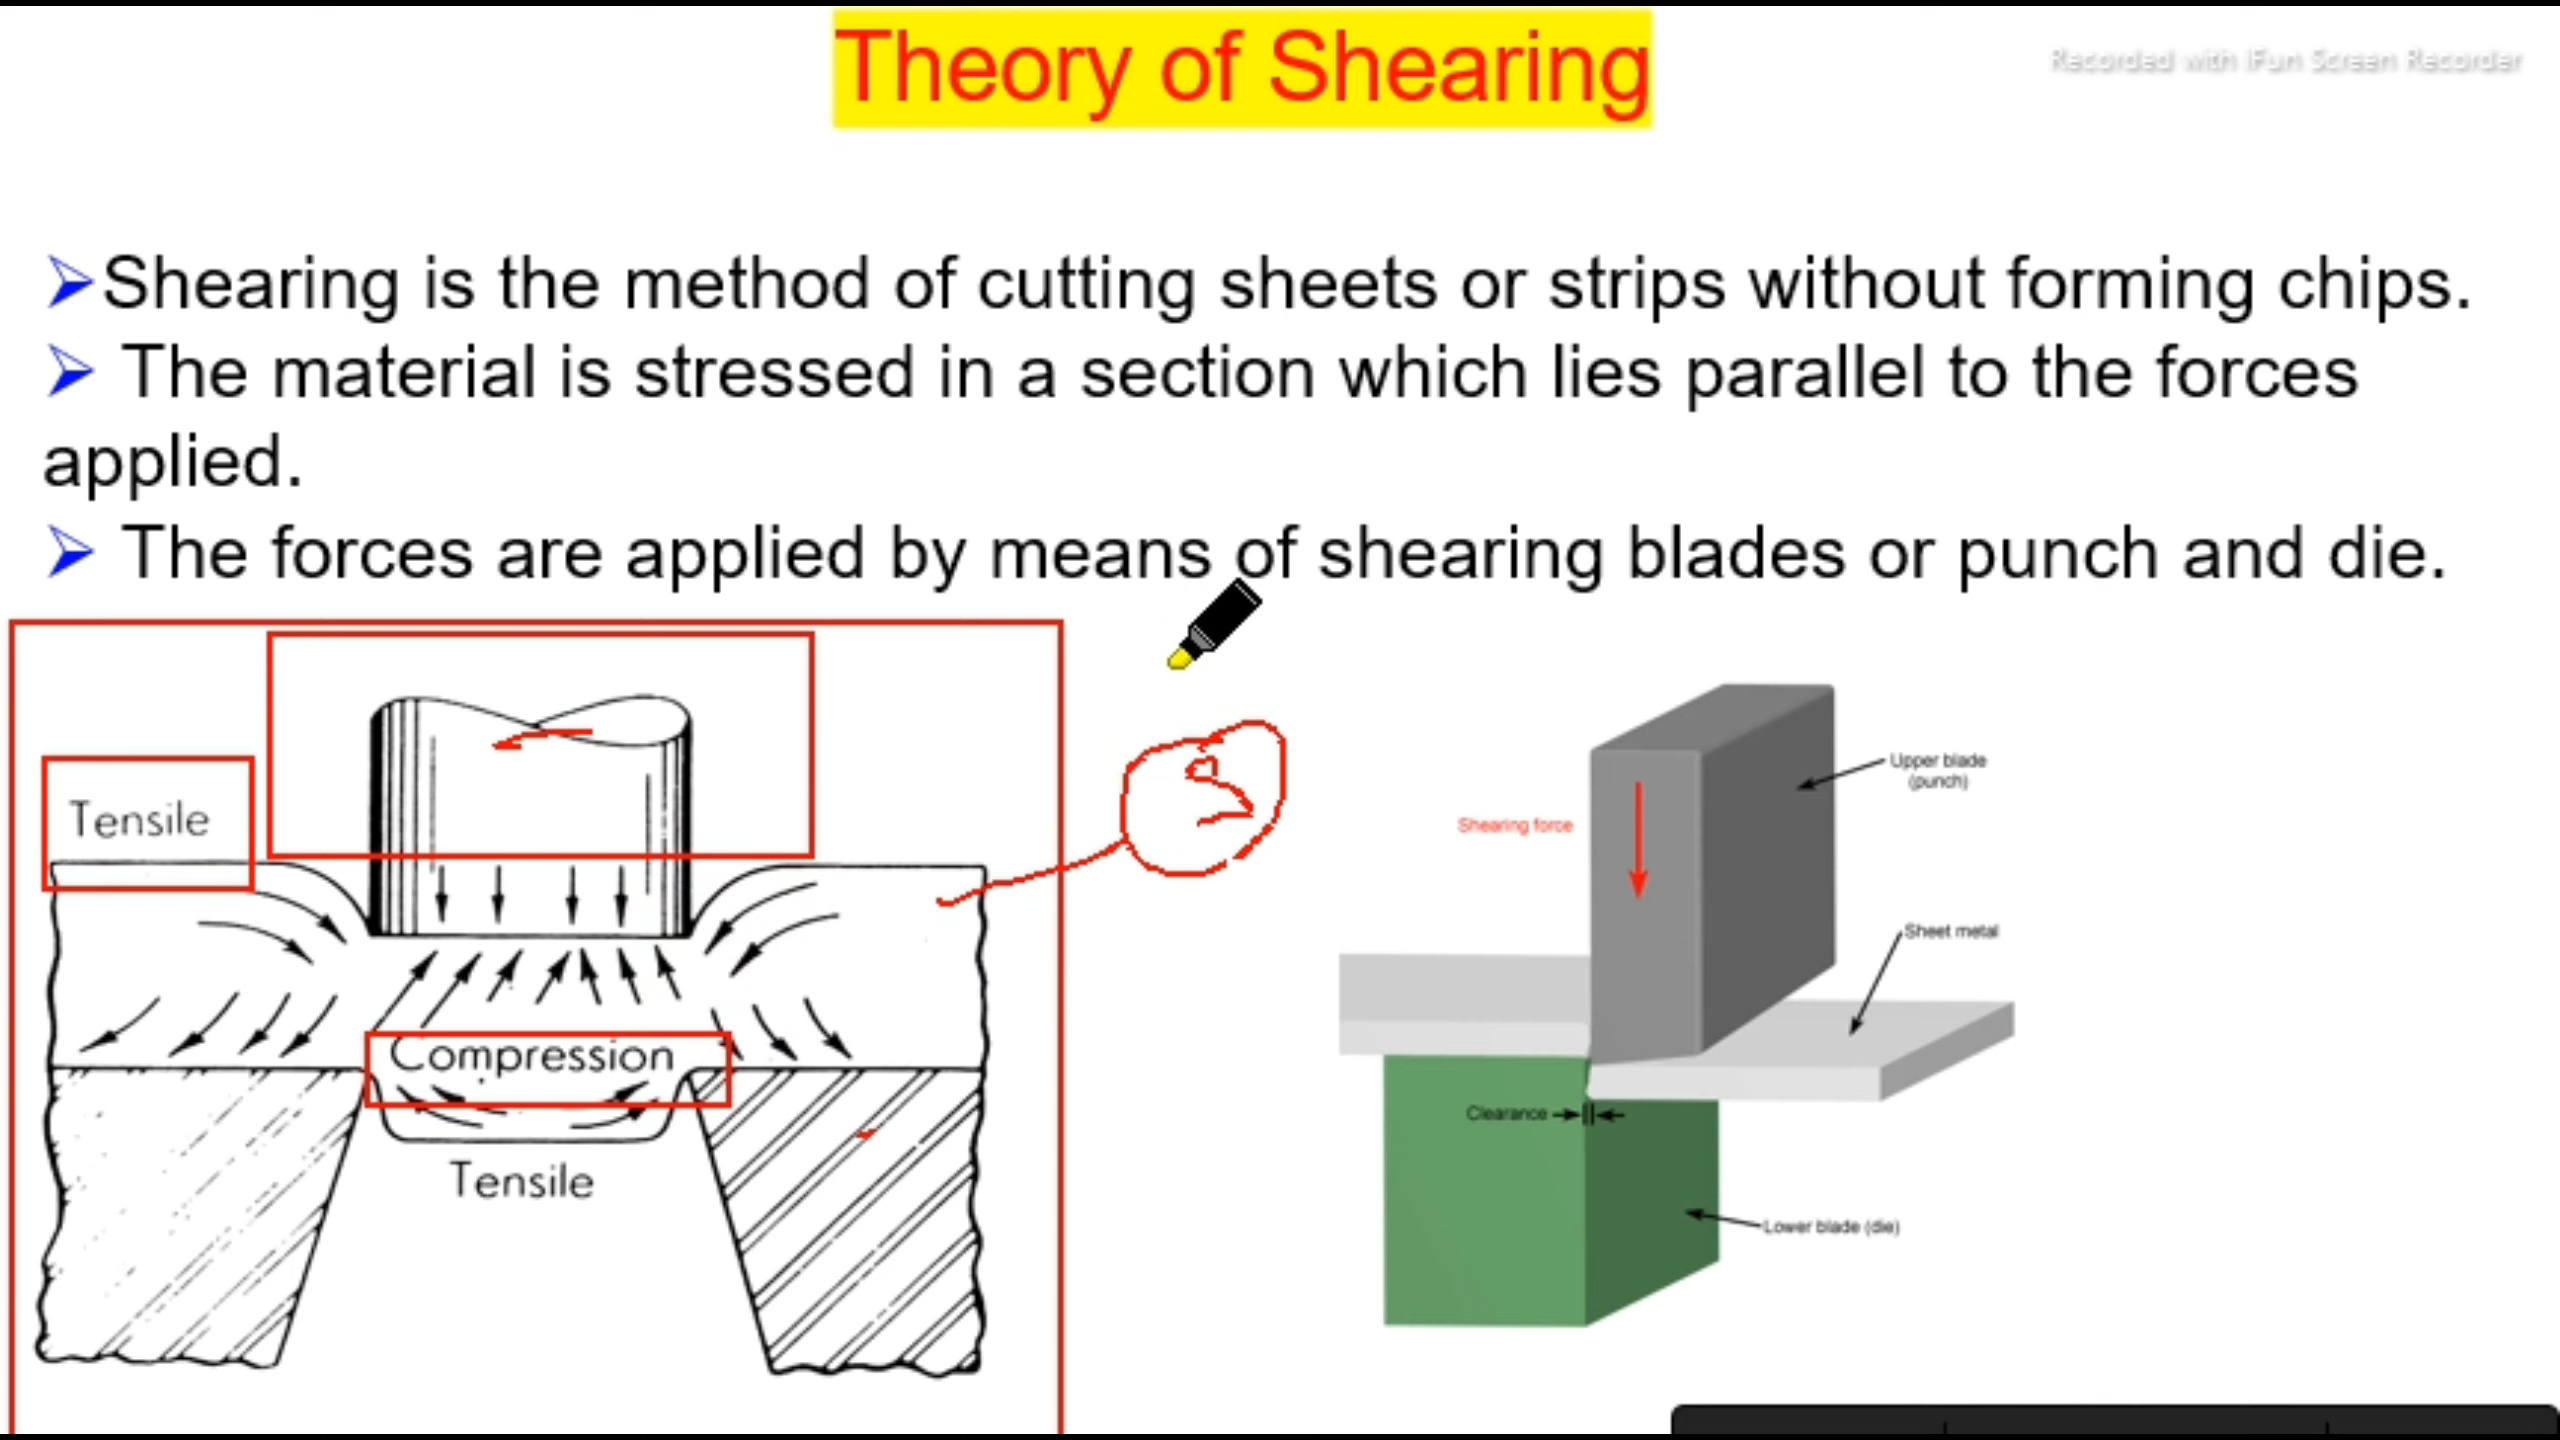 Theory of Shearing
Recorded with iFun Screen Recorder
Shearing is the method of cutting sheets or strips without forming chips.
The material is stressed in a section which lies parallel to the forces
applied.
The forces are applied by means of shearing blades or punch and die.
Tensile
Compression
Tensile
Upper blade
(punch)
Shearing force
Sheet metal
Clearance
Lower blade (die)